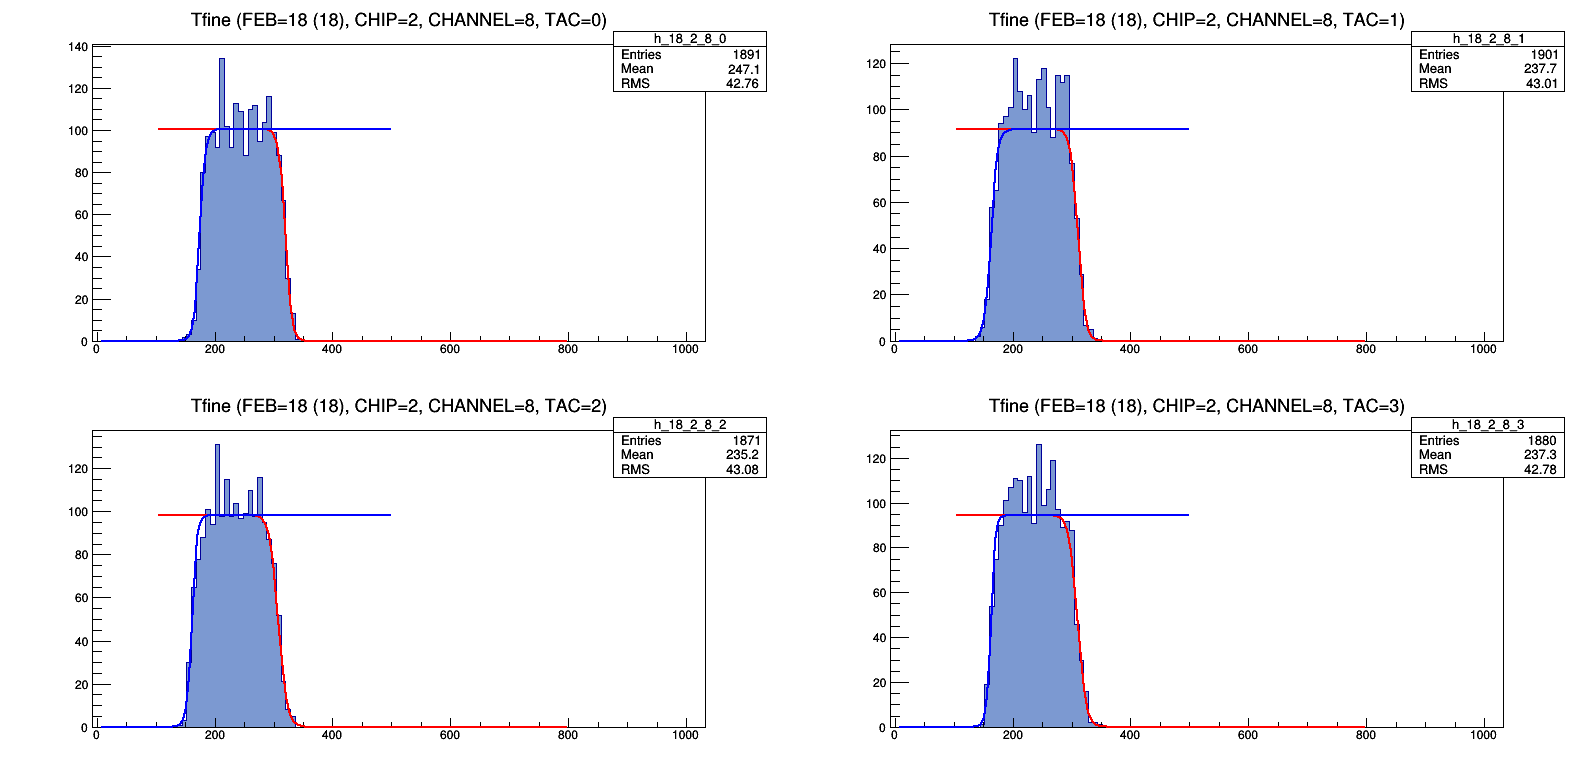 Tfine (FEB=18 (18), CHIP=2, CHANNEL=8, TAC=0)
h_18_2_8_0
Entries 1891
Mean 247.1
RMS 42.76
140
120
100
80
60
40
20
0
0 200 400 600 800 1000
Tfine (FEB=18 (18), CHIP=2, CHANNEL=8, TAC=1)
h_18_2_8_1
Entries 1901
Mean 237.7
RMS 43.01
120
100
80
60
40
20
0
0 200 400 600 800 1000
Tfine (FEB=18 (18), CHIP=2, CHANNEL=8, TAC=2)
h_18_2_8_2
Entries 1871
Mean 235.2
RMS 43.08
120
100
80
60
40
20
0
0 200 400 600 800 1000
Tfine (FEB=18 (18), CHIP=2, CHANNEL=8, TAC=3)
h_18_2_8_3
Entries 1880
Mean 237.3
RMS 42.78
120
100
80
60
40
20
0
0 200 400 600 800 1000